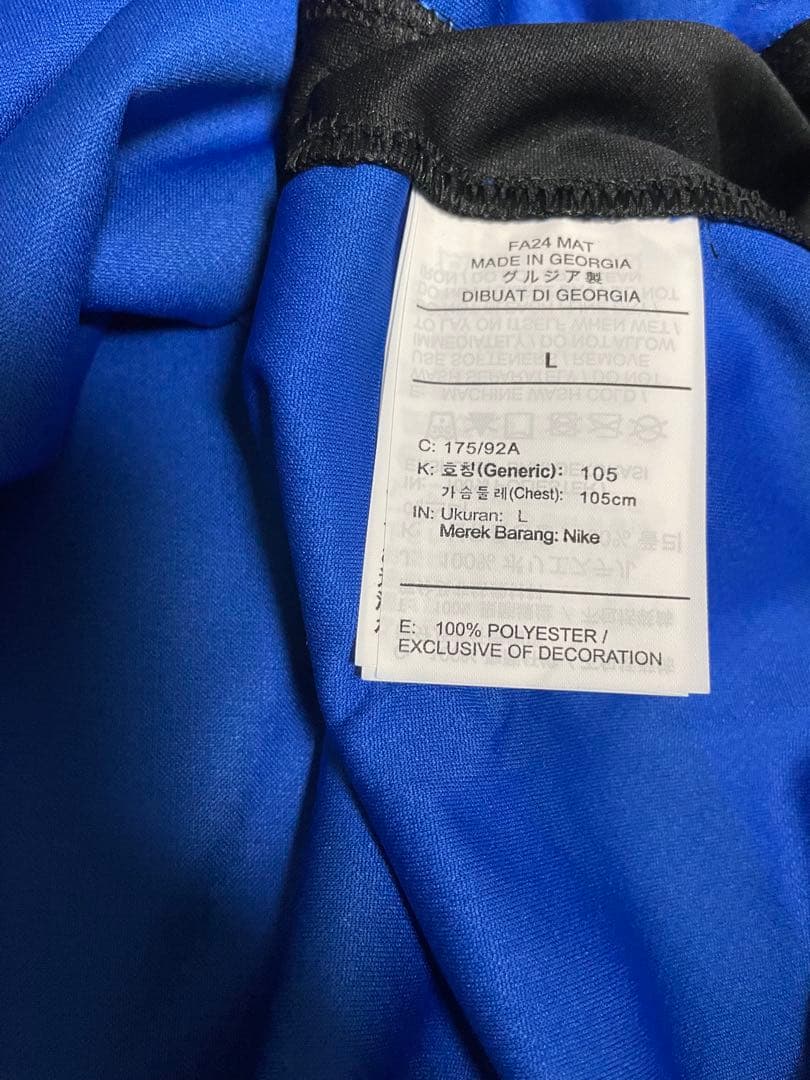 FA24 MAT
MADE IN GEORGIA
グルジア製
DIBUAT DI GEORGIA
L
C: 175/92A
K: 호칭(Generic): 105
가슴둘레(Chest): 105cm
IN: Ukuran: L
Merek Barang: Nike
E: 100% POLYESTER /
EXCLUSIVE OF DECORATION